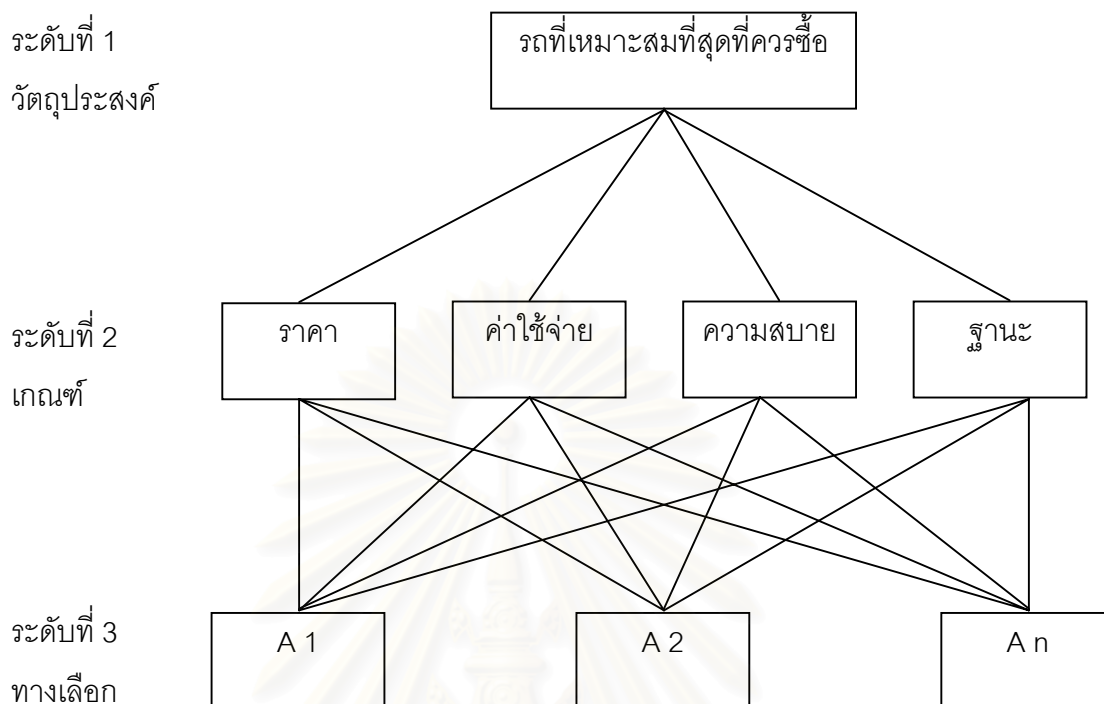 ระดับที่ 1
วัตถุประสงค์
รถที่เหมาะสมที่สุดที่ควรซื้อ
ระดับที่ 2
เกณฑ์
ราคา
ค่าใช้จ่าย
ความสบาย
ฐานะ
ระดับที่ 3
ทางเลือก
A 1
A 2
A n